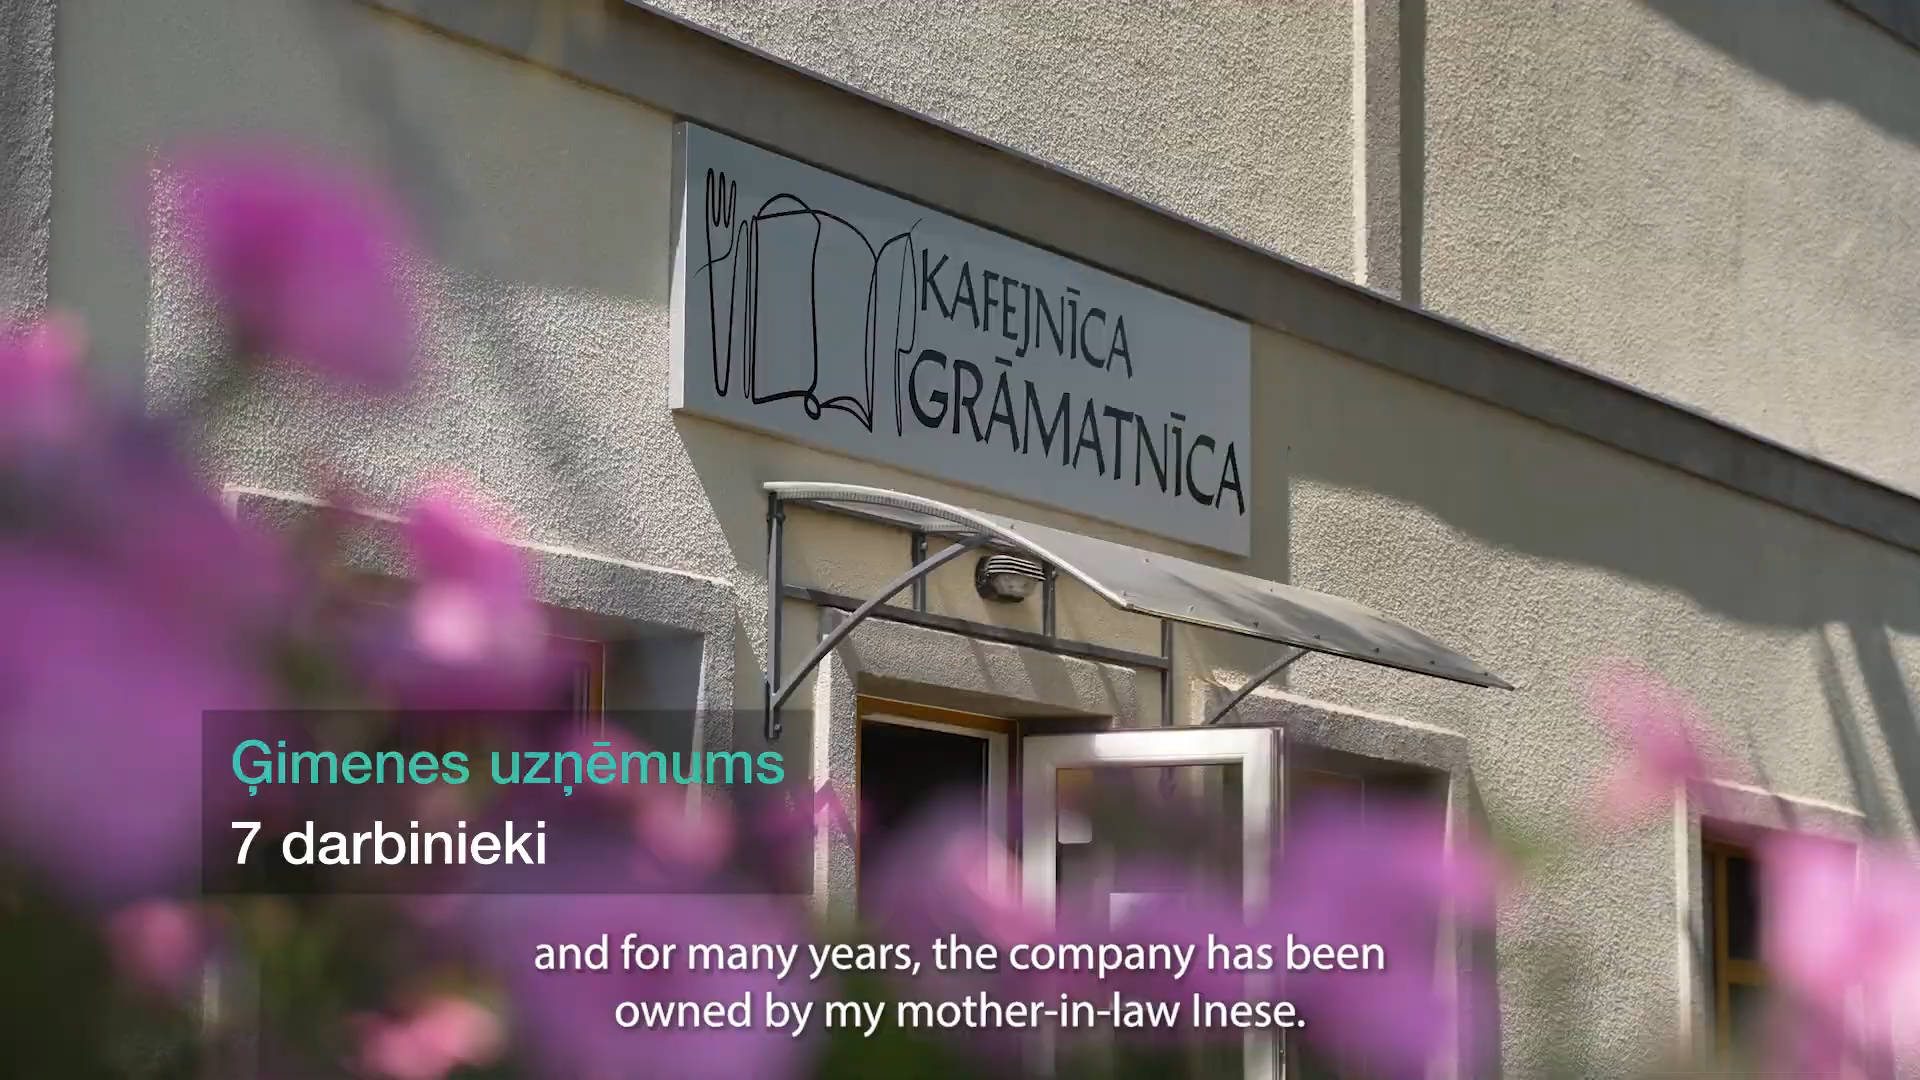 KAFEJNĪCA
GRĀMATNĪCA
Ģimenes uzņēmums
7 darbinieki
and for many years, the company has been
owned by my mother-in-law Inese.